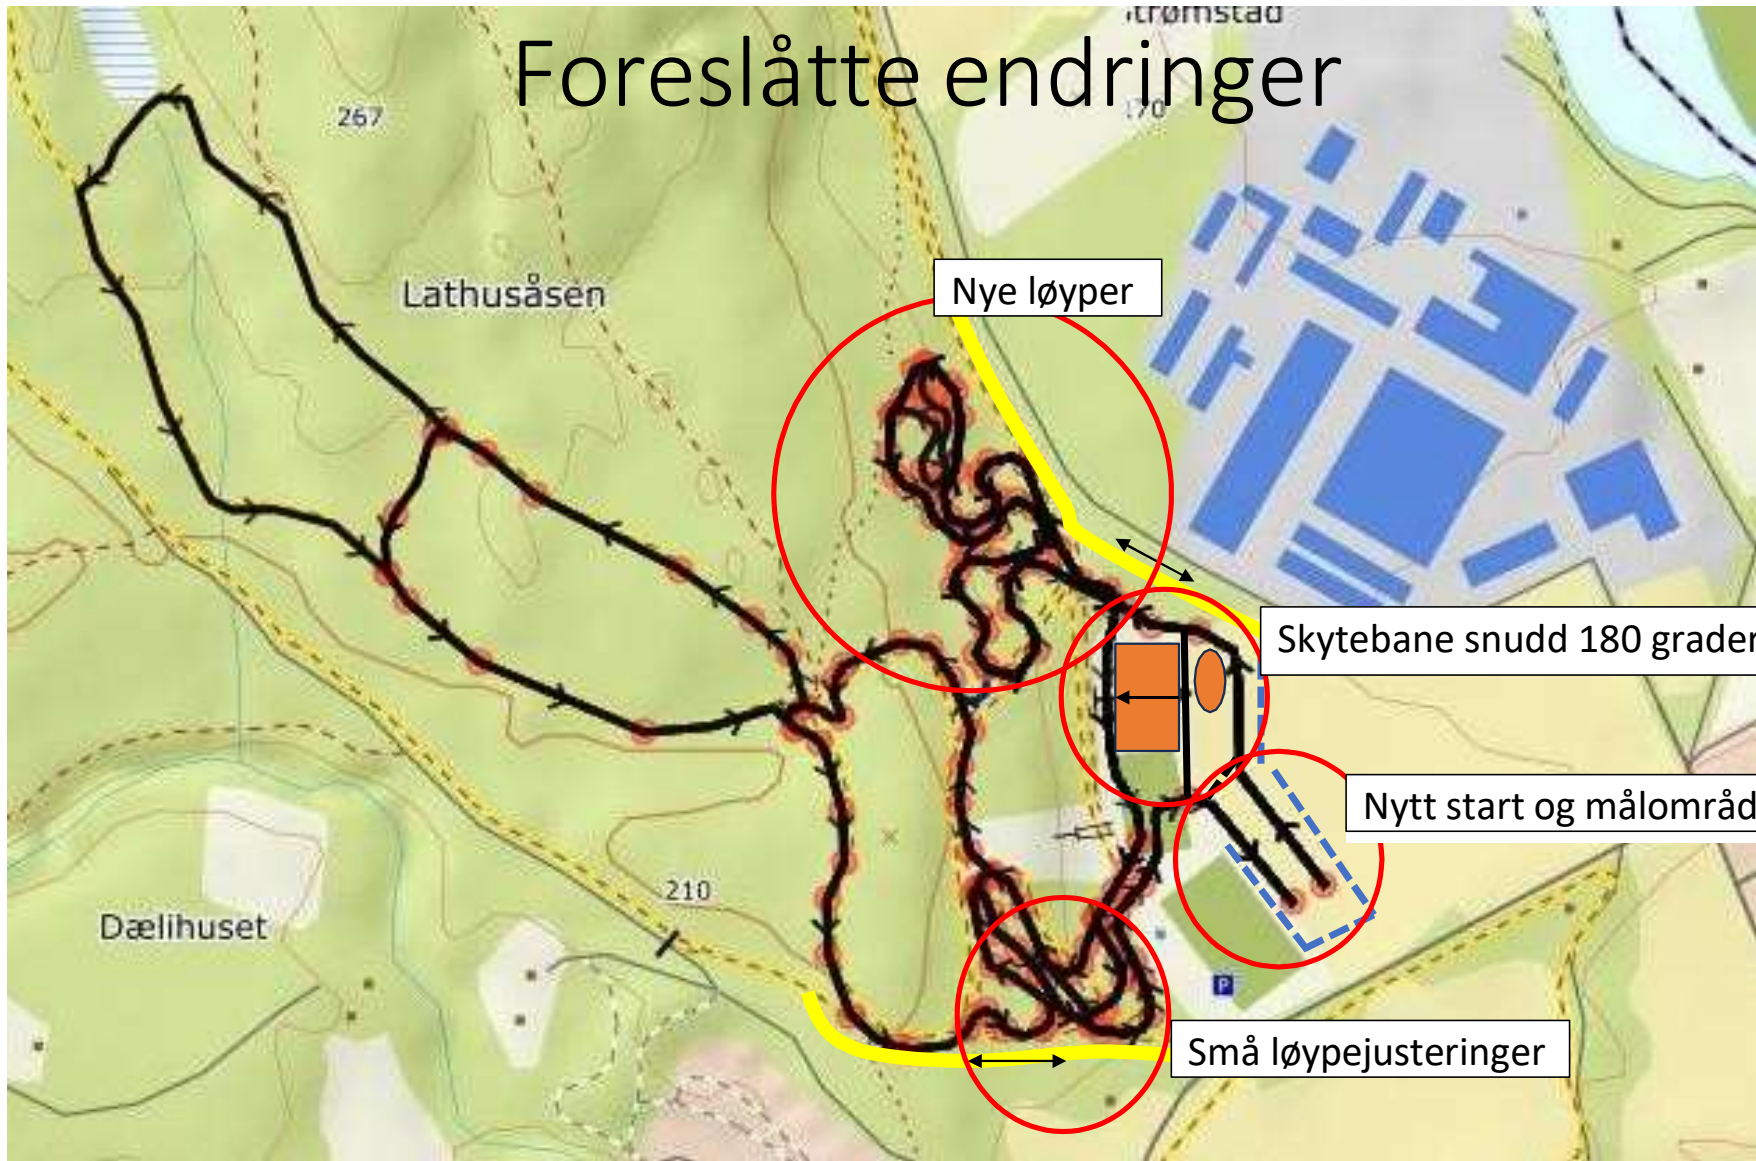 Foreslåtte endringer
267
Lathusåsen
Nye løyper
Skytebane snudd 180 grader
Nytt start og målområd
210
Dælihuset
P
Små løypejusteringer